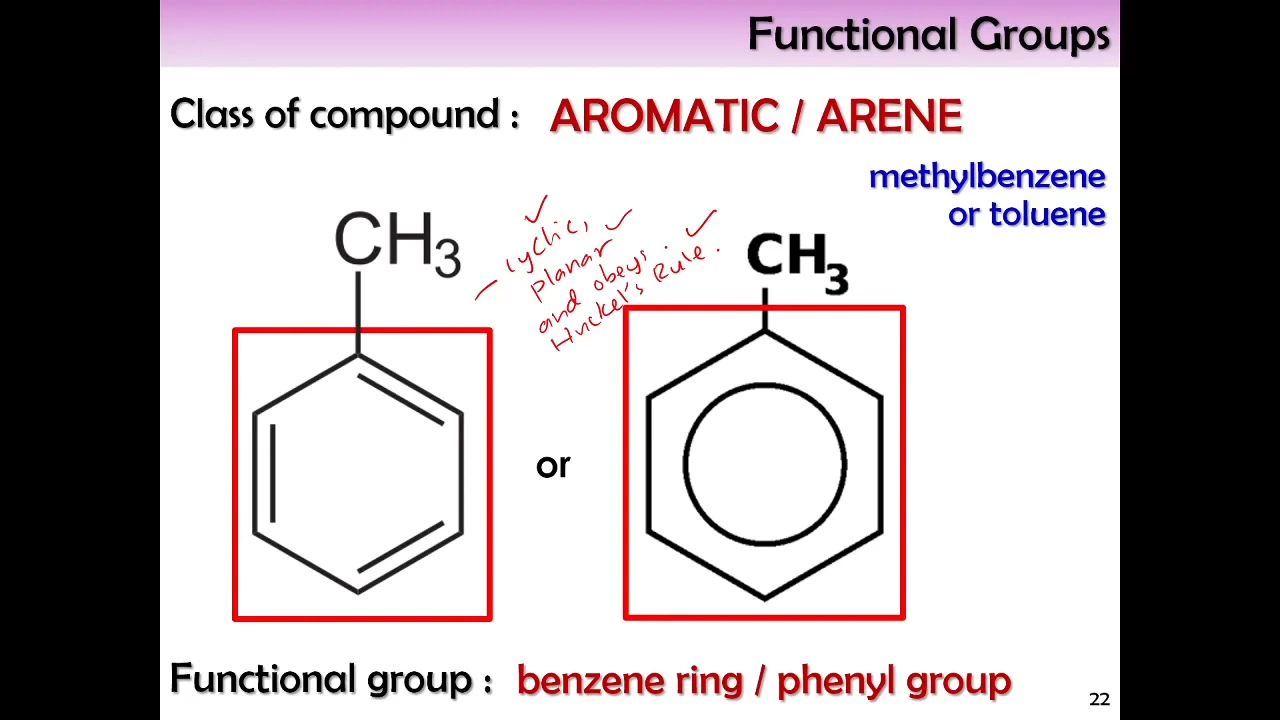 Functional Groups
Class of compound : AROMATIC / ARENE
methylbenzene
or toluene
CH3
– cyclic,
planar
and obeys
Huckel's Rule.
CH3
or
Functional group : benzene ring / phenyl group
22